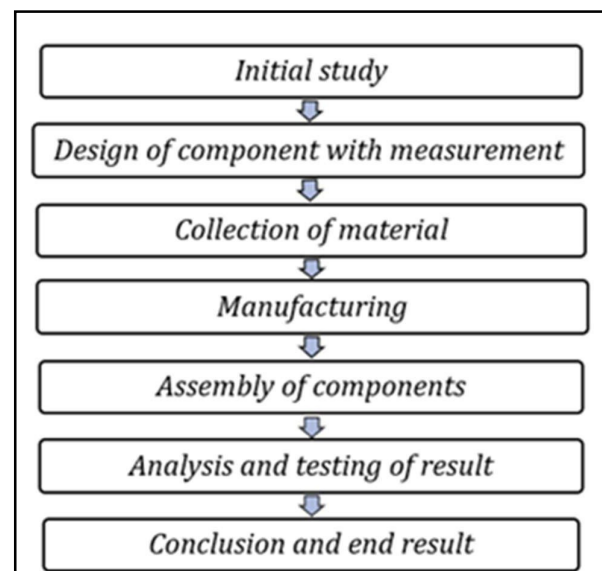 Initial study
Design of component with measurement
Collection of material
Manufacturing
Assembly of components
Analysis and testing of result
Conclusion and end result